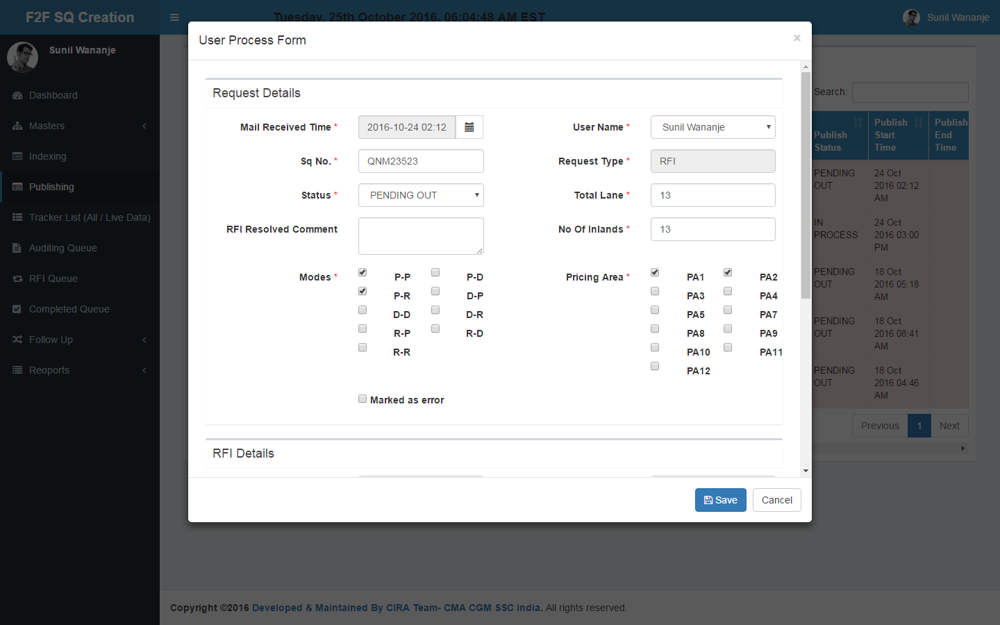 F2F SQ Creation
Tuesday, 25th October 2016, 06:04:48 AM EST
Sunil Wananje
Sunil Wananje
Dashboard
Masters
Indexing
Publishing
Tracker List (All / Live Data)
Auditing Queue
RFI Queue
Completed Queue
Follow Up
Reoports
User Process Form
×
Request Details
Mail Received Time * 2016-10-24 02:12
User Name * Sunil Wananje
Sq No. * QNM23523
Request Type * RFI
Status * PENDING OUT
Total Lane * 13
RFI Resolved Comment
No Of Inlands * 13
Modes *
P-P P-D
P-R D-P
D-D D-R
R-P R-D
R-R
Pricing Area *
PA1 PA2
PA3 PA4
PA5 PA7
PA8 PA9
PA10 PA11
PA12
Marked as error
RFI Details
Save Cancel
Search:
Publish Status
Publish Start Time
Publish End Time
PENDING OUT
24 Oct 2016 02:12 AM
IN PROCESS
24 Oct 2016 03:00 PM
PENDING OUT
18 Oct 2016 05:18 AM
PENDING OUT
18 Oct 2016 08:41 AM
PENDING OUT
18 Oct 2016 04:46 AM
Previous 1 Next
Copyright ©2016 Developed & Maintained By CIRA Team- CMA CGM SSC India. All rights reserved.